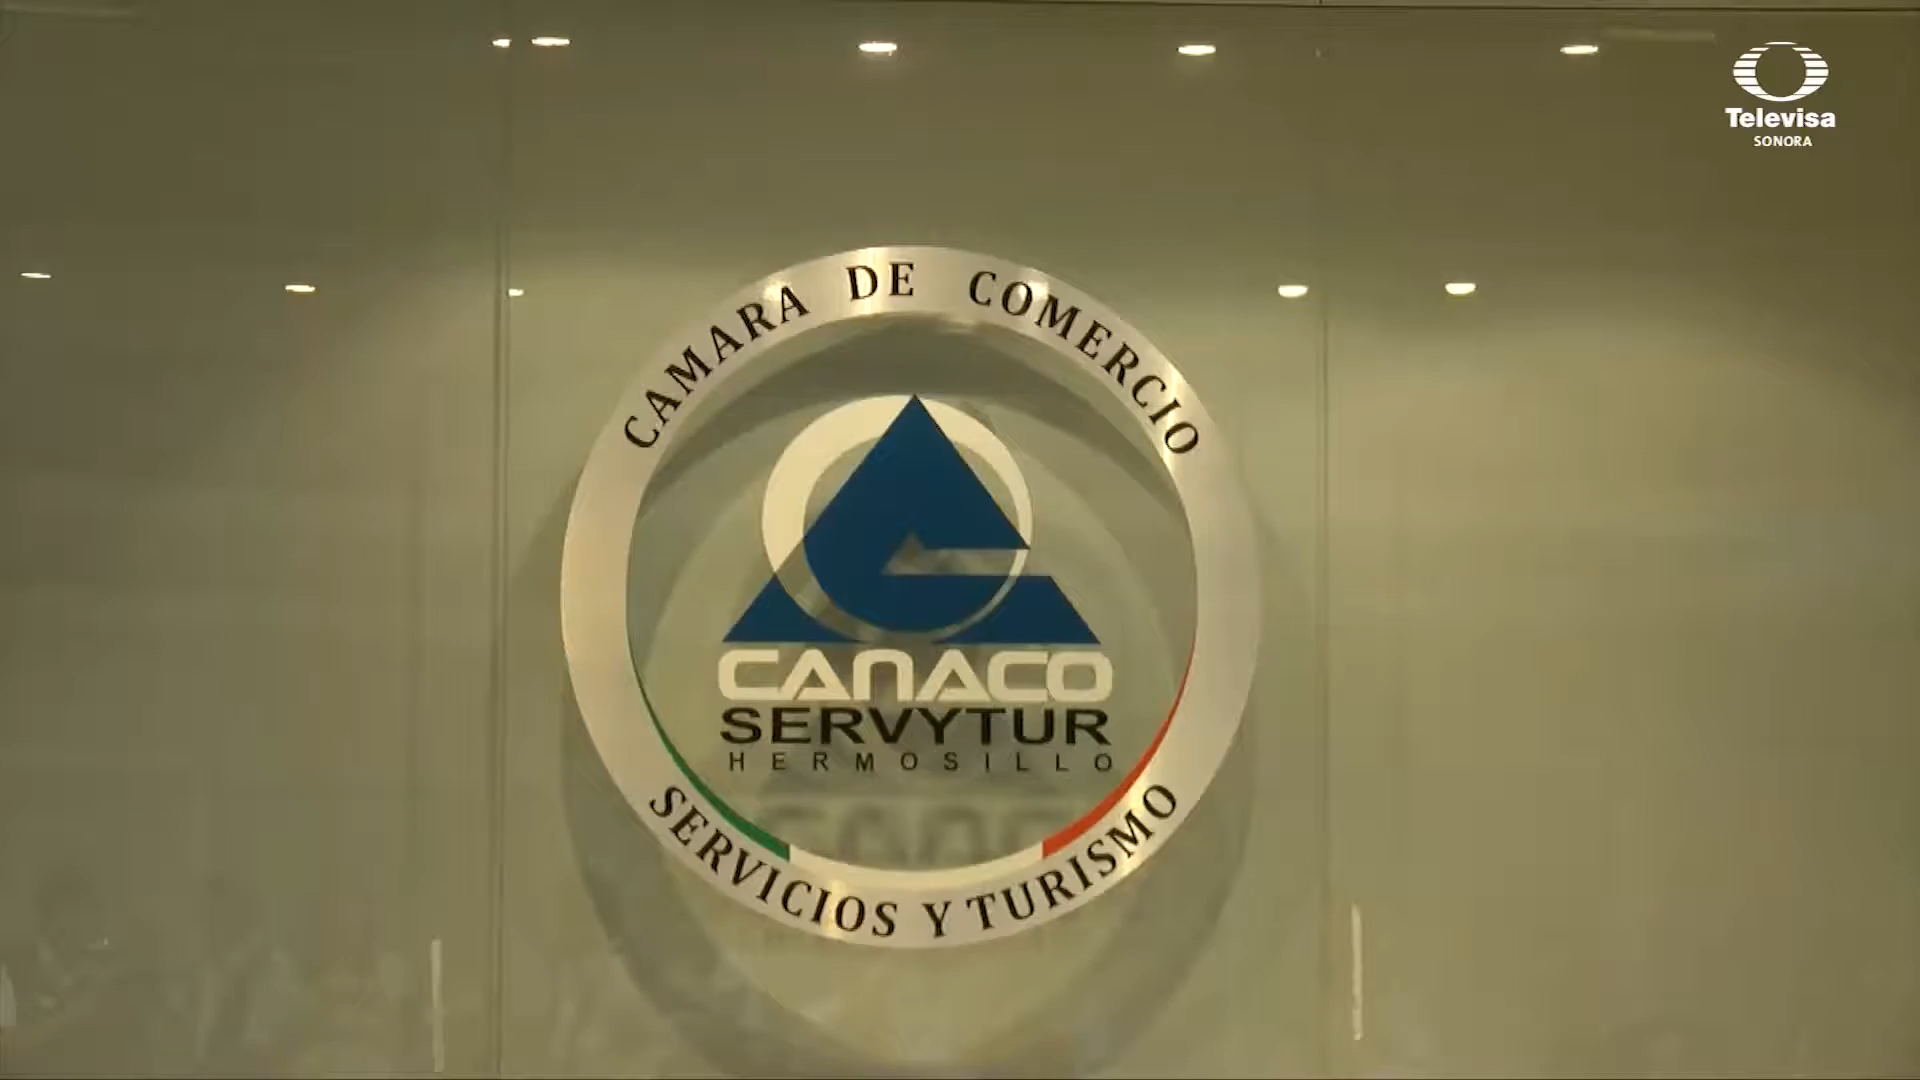 Televisa
SONORA
CAMARA DE COMERCIO
CANACO
SERVYTUR
HERMOSILLO
SERVICIOS Y TURISMO